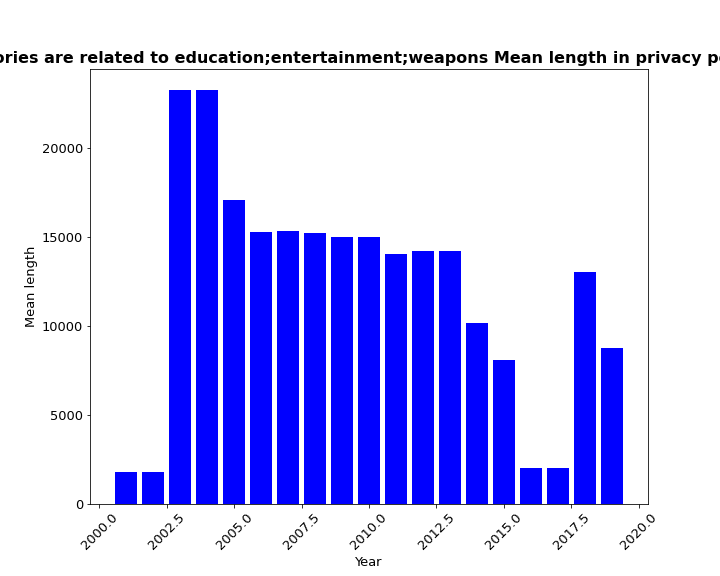 ories are related to education;entertainment;weapons Mean length in privacy po
20000
15000
10000
5000
0
Mean length
2000.0 2002.5 2005.0 2007.5 2010.0 2012.5 2015.0 2017.5 2020.0
Year